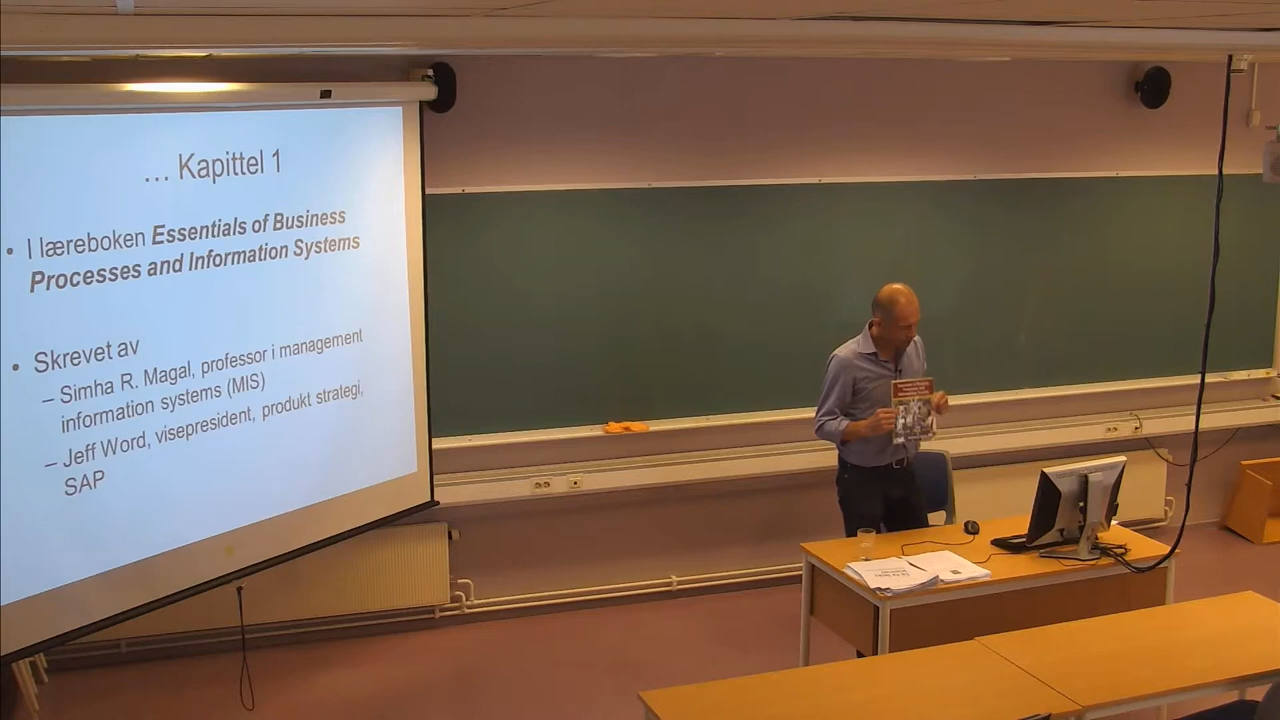 ... Kapittel 1
• I læreboken Essentials of Business
Processes and Information Systems
• Skrevet av
– Simha R. Magal, professor i management
information systems (MIS)
– Jeff Word, visepresident, produkt strategi,
SAP